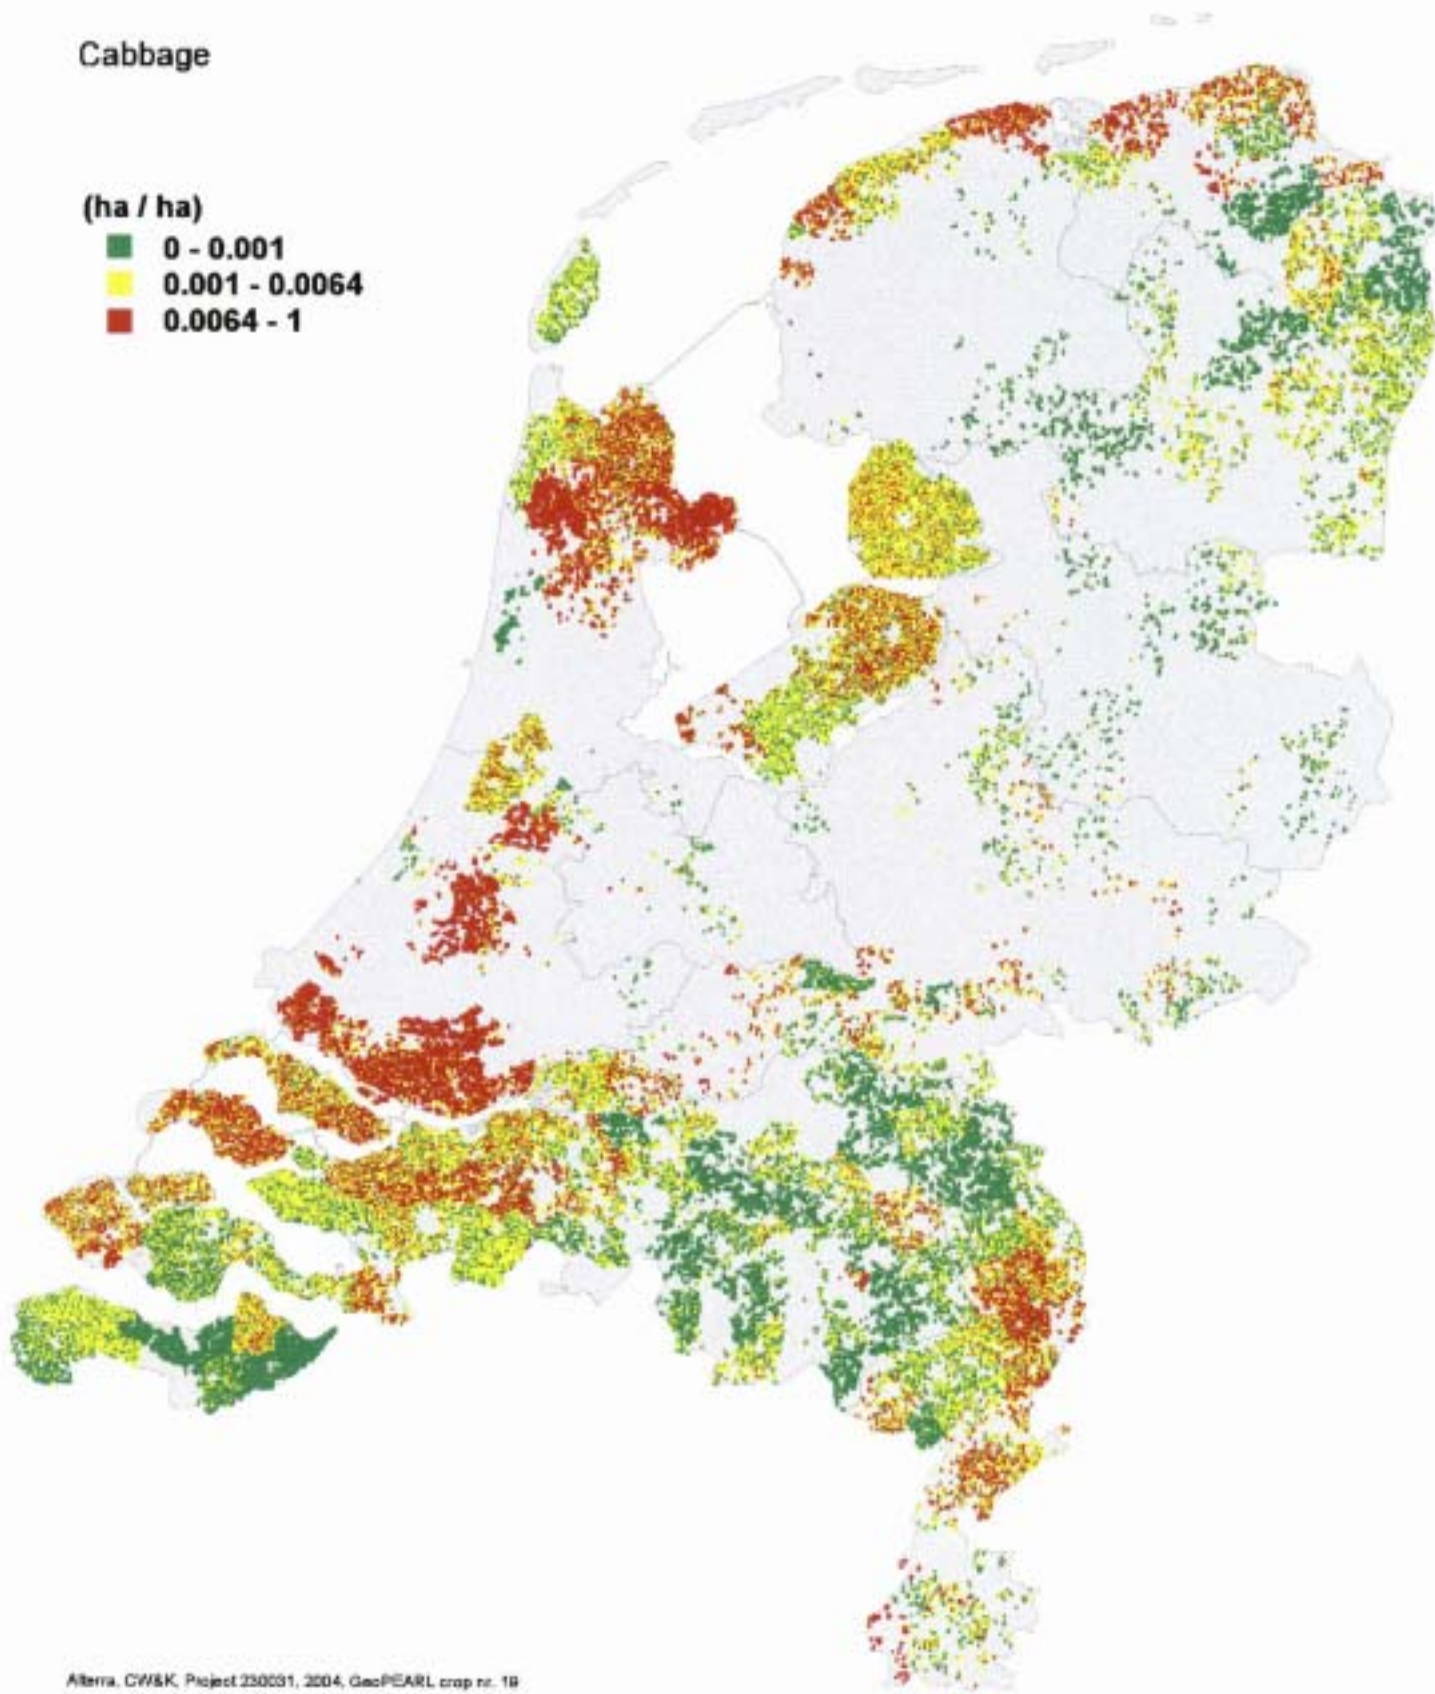 Cabbage
(ha / ha)
0 - 0.001
0.001 - 0.0064
0.0064 - 1
Alterra, CW&K, Project 230031, 2004, GeoPEARL crop nr. 19